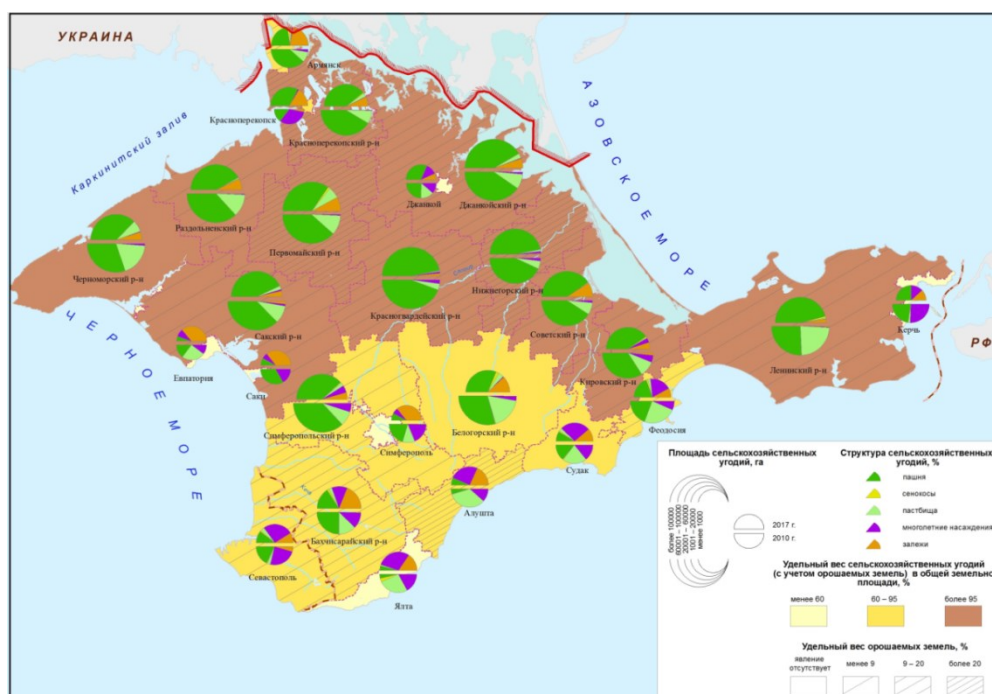 УКРАИНА
Армянск
Красноперекопск
Красноперекопский р-н
Каркинитский залив
АЗОВСКОЕ МОРЕ
Джанкой
Джанкойский р-н
Раздольненский р-н
Первомайский р-н
Черноморский р-н
Красногвардейский р-н
Нижнегорский р-н
Сакский р-н
Советский р-н
Ленинский р-н
Керчь
РФ
ЧЕРНОЕ МОРЕ
Евпатория
Саки
Кировский р-н
Симферопольский р-н
Симферополь
Белогорский р-н
Феодосия
Судак
Алушта
Бахчисарайский р-н
Севастополь
Ялта
Площадь сельскохозяйственных
угодий, га
более 100000
60001 – 100000
20001 – 60000
1001 – 20000
менее 1000
2017 г.
2010 г.
Структура сельскохозяйственных
угодий, %
пашня
сенокосы
пастбища
многолетние насаждения
залежи
Удельный вес сельскохозяйственных угодий
(с учетом орошаемых земель) в общей земельной
площади, %
менее 60
60 – 95
более 95
Удельный вес орошаемых земель, %
явление
отсутствует
менее 9
9 – 20
более 20